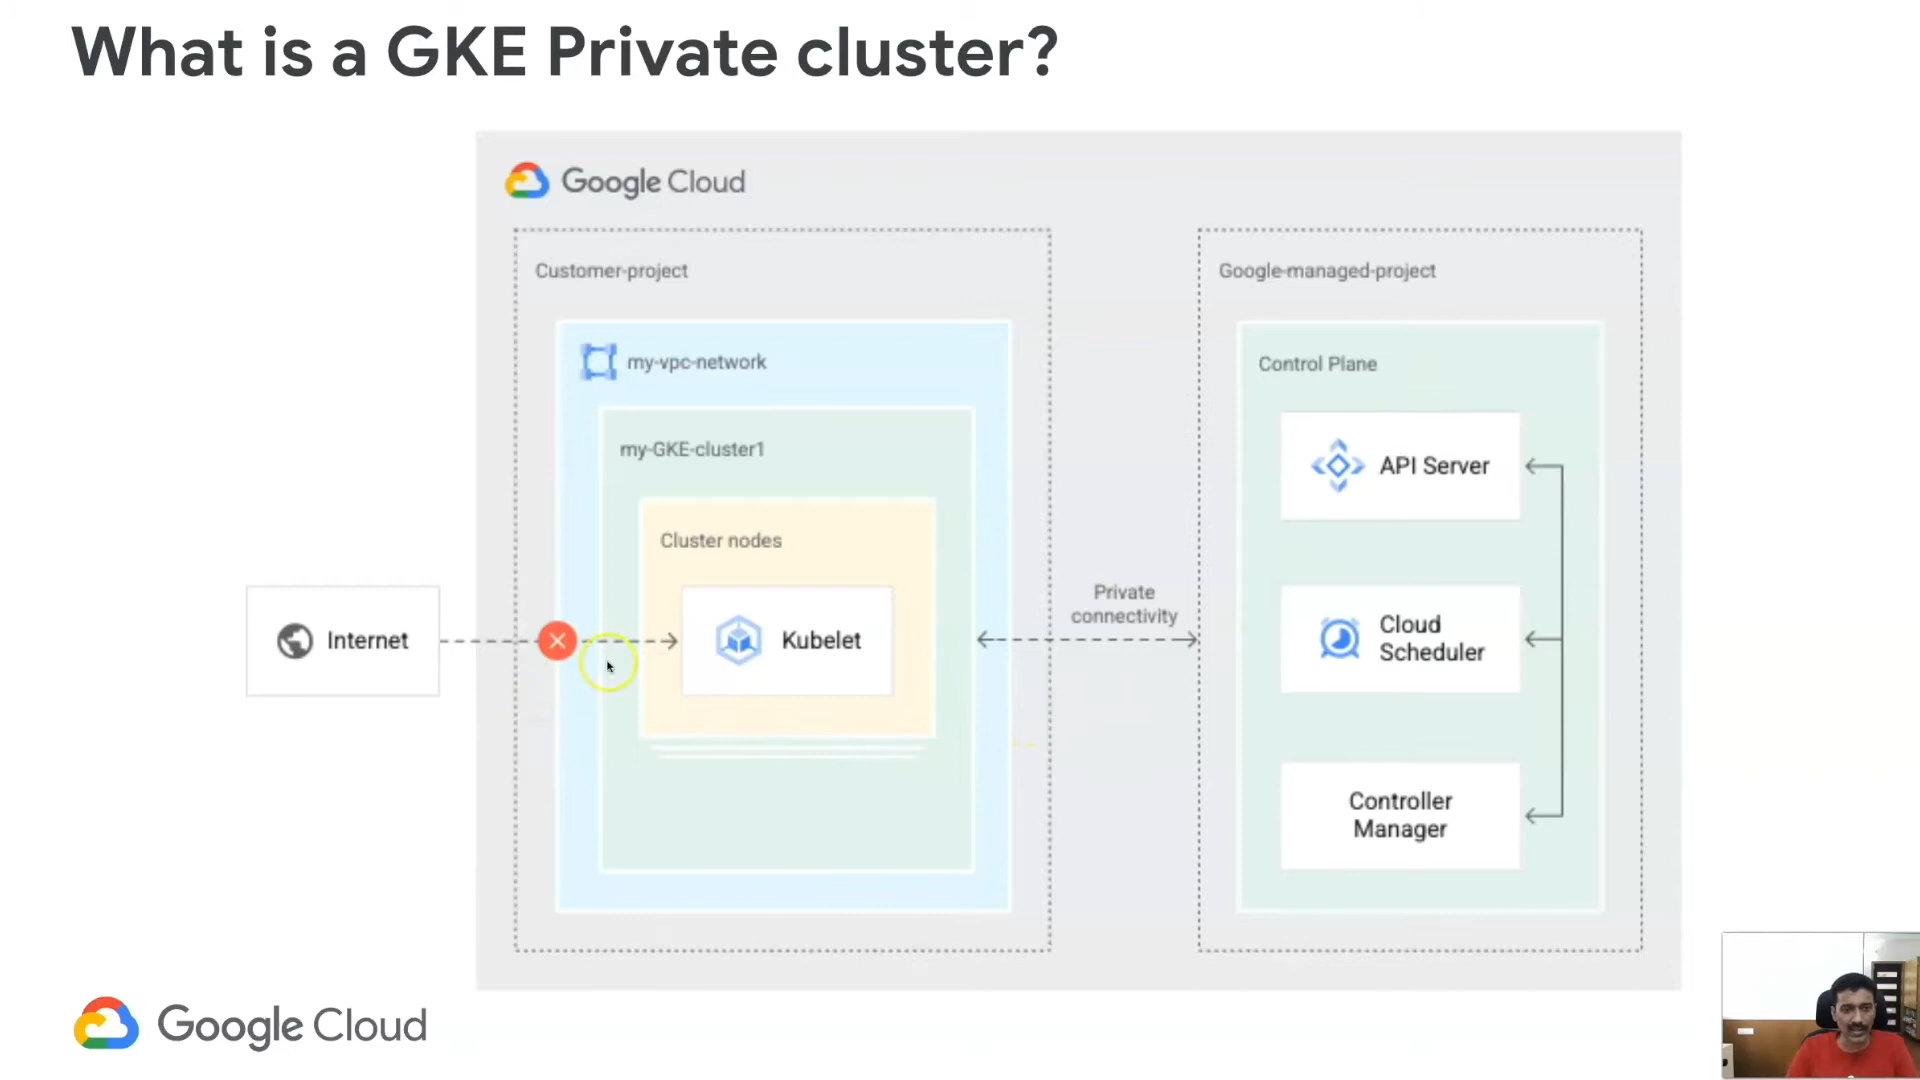 What is a GKE Private cluster?
Google Cloud
Customer-project
Google-managed-project
my-vpc-network
Control Plane
my-GKE-cluster1
API Server
Cluster nodes
Private
connectivity
Internet
Kubelet
Cloud
Scheduler
Controller
Manager
Google Cloud